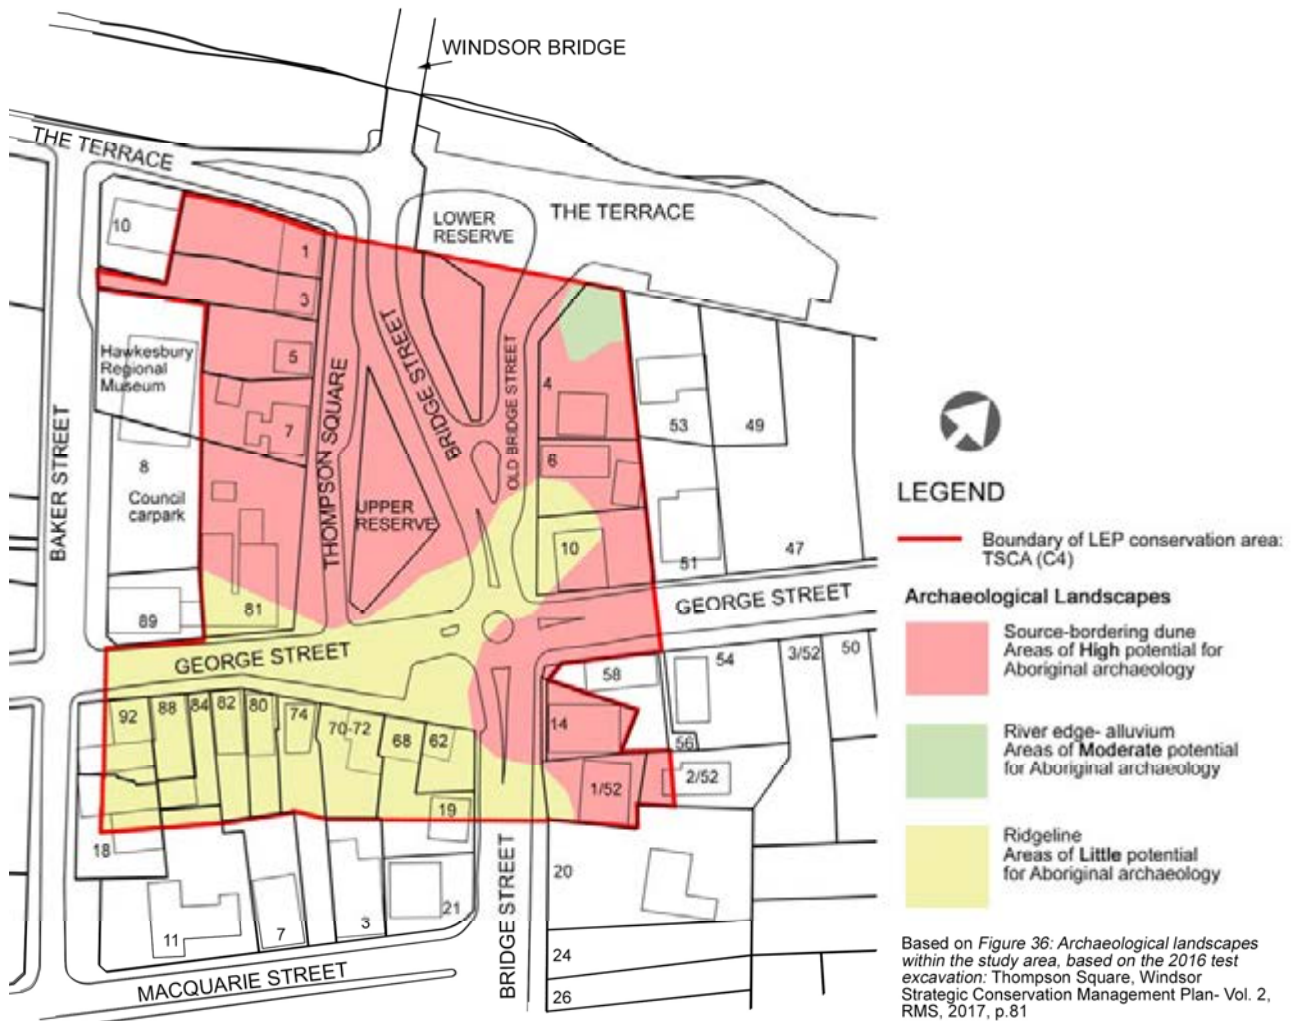 WINDSOR BRIDGE
THE TERRACE
LOWER
RESERVE
THE TERRACE
10
1
3
Hawkesbury
Regional
Museum
5
7
4
53
49
BAKER STREET
THOMPSON SQUARE
BRIDGE STREET
OLD BRIDGE STREET
8
Council
carpark
UPPER
RESERVE
6
10
51
47
89
81
GEORGE STREET
GEORGE STREET
92
88
84
82
80
74
70-72
68
62
58
54
3/52
50
14
56
1/52
2/52
18
19
11
7
3
21
20
24
26
BRIDGE STREET
MACQUARIE STREET
LEGEND
Boundary of LEP conservation area:
TSCA (C4)
Archaeological Landscapes
Source-bordering dune
Areas of High potential for
Aboriginal archaeology
River edge- alluvium
Areas of Moderate potential
for Aboriginal archaeology
Ridgeline
Areas of Little potential
for Aboriginal archaeology
Based on Figure 36: Archaeological landscapes
within the study area, based on the 2016 test
excavation: Thompson Square, Windsor
Strategic Conservation Management Plan- Vol. 2,
RMS, 2017, p.81